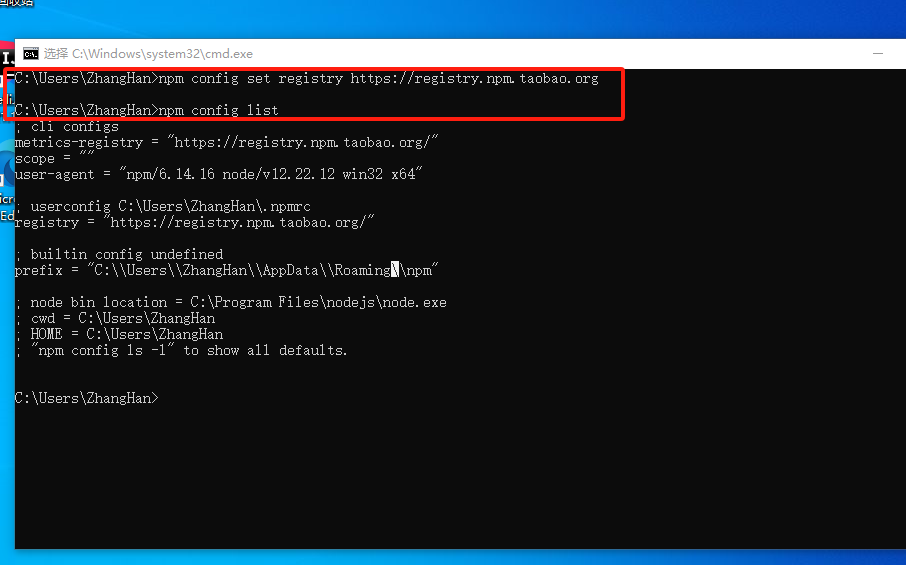 回收站
选择 C:\Windows\system32\cmd.exe
C:\Users\ZhangHan>npm config set registry https://registry.npm.taobao.org
C:\Users\ZhangHan>npm config list
; cli configs
metrics-registry = "https://registry.npm.taobao.org/"
scope = ""
user-agent = "npm/6.14.16 node/v12.22.12 win32 x64"
; userconfig C:\Users\ZhangHan\.npmrc
registry = "https://registry.npm.taobao.org/"
; builtin config undefined
prefix = "C:\\Users\\ZhangHan\\AppData\\Roaming\\npm"
; node bin location = C:\Program Files\nodejs\node.exe
; cwd = C:\Users\ZhangHan
; HOME = C:\Users\ZhangHan
; "npm config ls -l" to show all defaults.
C:\Users\ZhangHan>